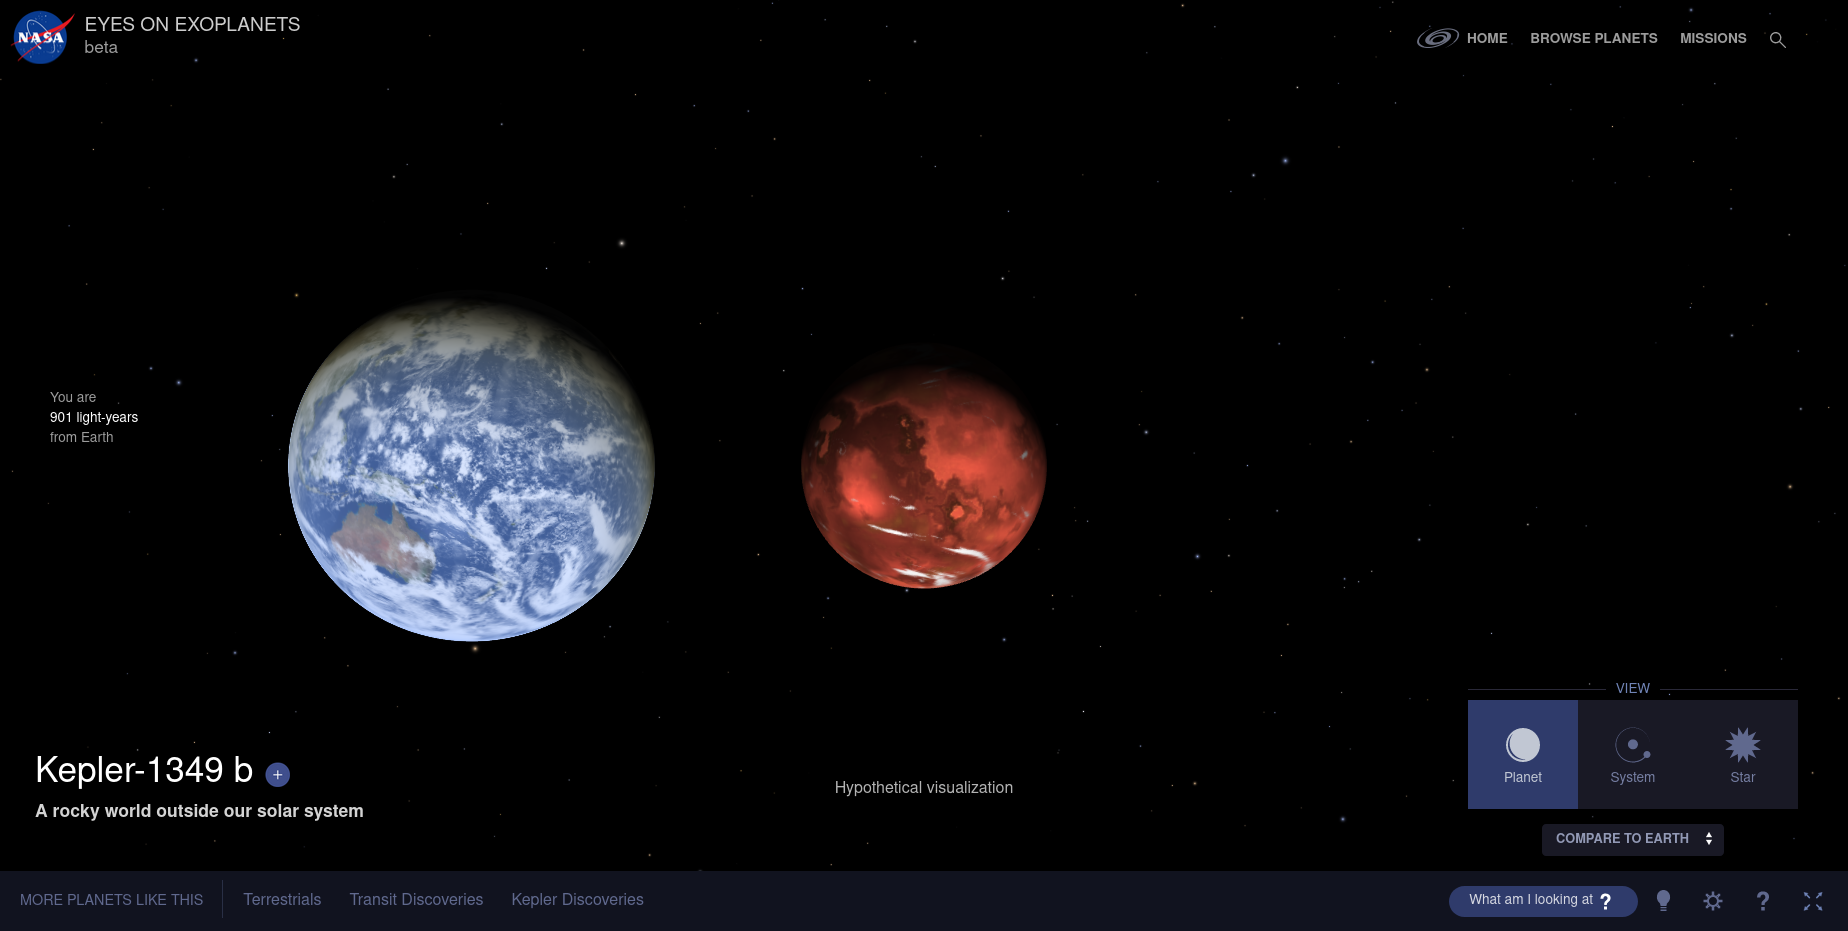 NASA
EYES ON EXOPLANETS
beta
HOME
BROWSE PLANETS
MISSIONS
You are
901 light-years
from Earth
Kepler-1349 b +
A rocky world outside our solar system
Hypothetical visualization
VIEW
Planet
System
Star
COMPARE TO EARTH
MORE PLANETS LIKE THIS
Terrestrials
Transit Discoveries
Kepler Discoveries
What am I looking at ?
?